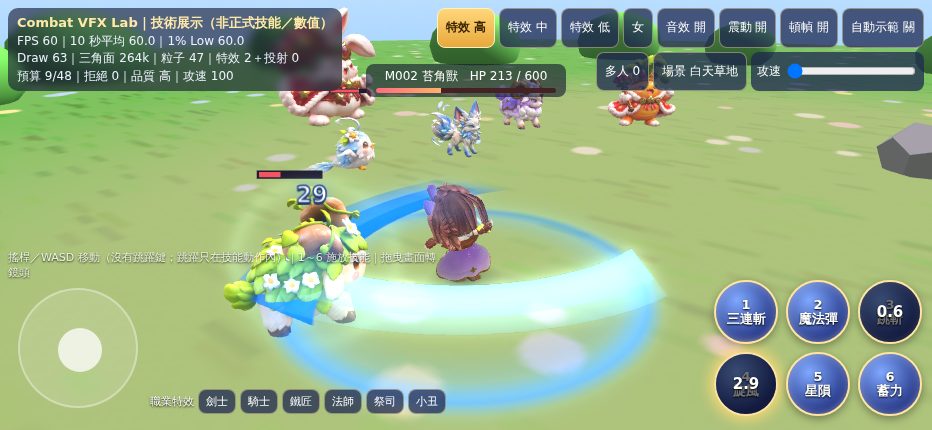 Combat VFX Lab｜技術展示（非正式技能／數值）
FPS 60｜10 秒平均 60.0｜1% Low 60.0
Draw 63｜三角面 264k｜粒子 47｜特效 2＋投射 0
預算 9/48｜拒絕 0｜品質 高｜攻速 100
特效 高
特效 中
特效 低
女
音效 開
震動 開
頓幀 開
自動示範 關
M002 苔角獸 HP 213 / 600
多人 0
場景 白天草地
攻速
29
搖桿／WASD 移動（沒有跳躍鍵；跳躍只在技能動作內）｜1～6 施放技能｜拖曳畫面轉
鏡頭
1
三連斬
2
魔法彈
0.6
2.9
旋風
5
星隕
6
蓄力
職業特效
劍士
騎士
鐵匠
法師
祭司
小丑